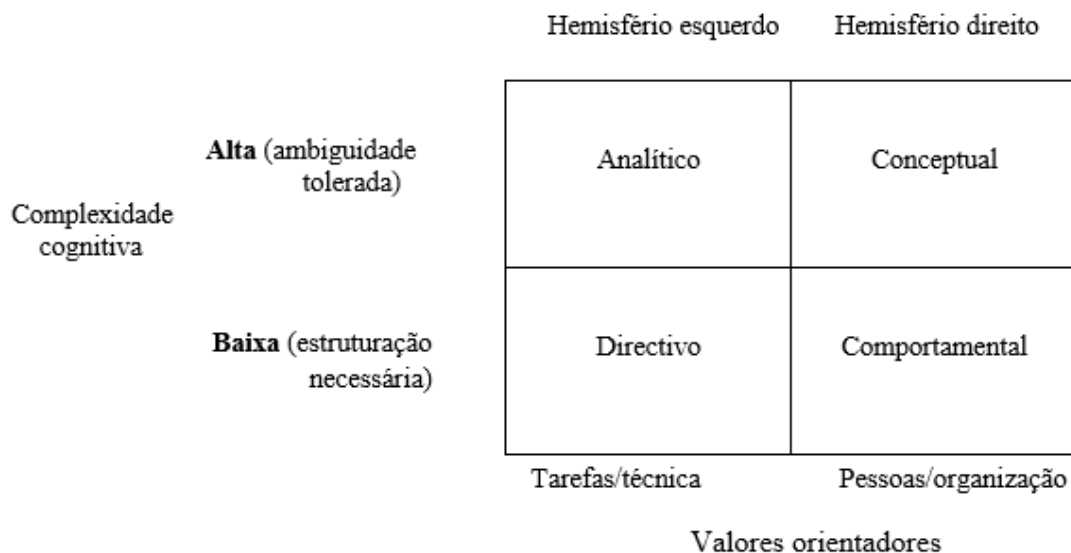 Hemisfério esquerdo Hemisfério direito
Alta (ambiguidade
tolerada)
Analítico Conceptual
Complexidade
cognitiva
Baixa (estruturação
necessária)
Directivo Comportamental
Tarefas/técnica Pessoas/organização
Valores orientadores